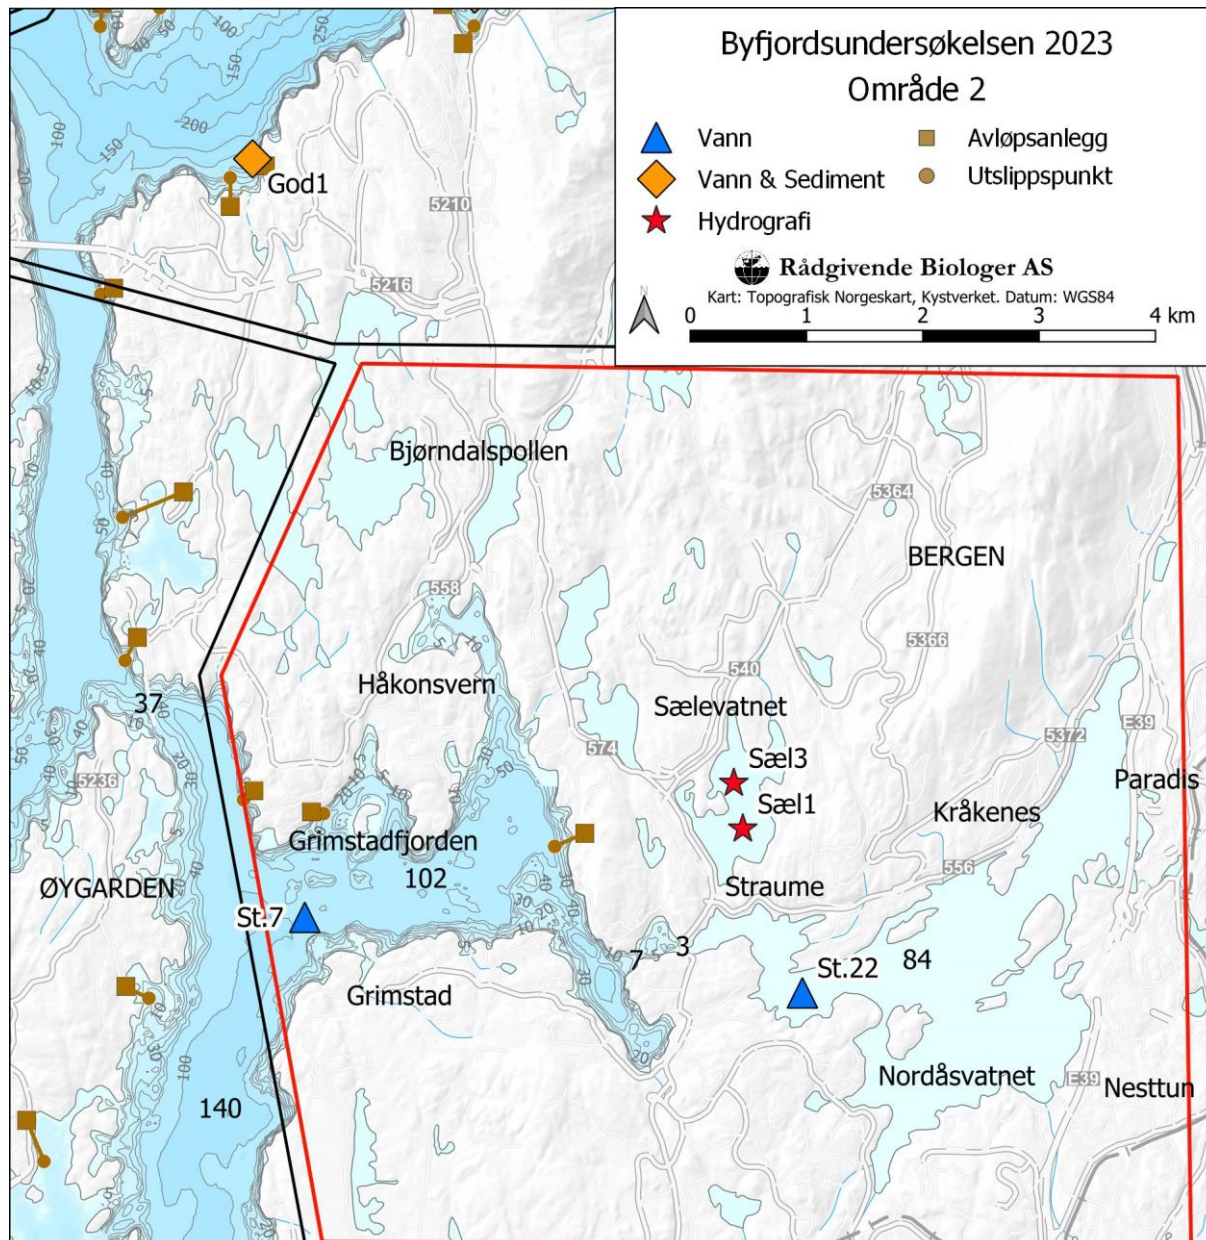 Byfjordsundersøkelsen 2023
Område 2
Vann
Avløpsanlegg
Vann & Sediment
Utslippspunkt
Hydrografi
Rådgivende Biologer AS
Kart: Topografisk Norgeskart, Kystverket. Datum: WGS84
N
0 1 2 3 4 km
250
150
200
100
150
God1
5210
5216
Bjørndalspollen
5364
BERGEN
558
5366
540
Håkonsvern
37
Sælevatnet
E39
5372
574
Sæl3
Paradis
5236
Sæl1
Kråkenes
Grimstadfjorden
556
102
ØYGARDEN
Straume
St.7
3
7
84
St.22
Grimstad
Nordåsvatnet
E39
Nesttun
140
100